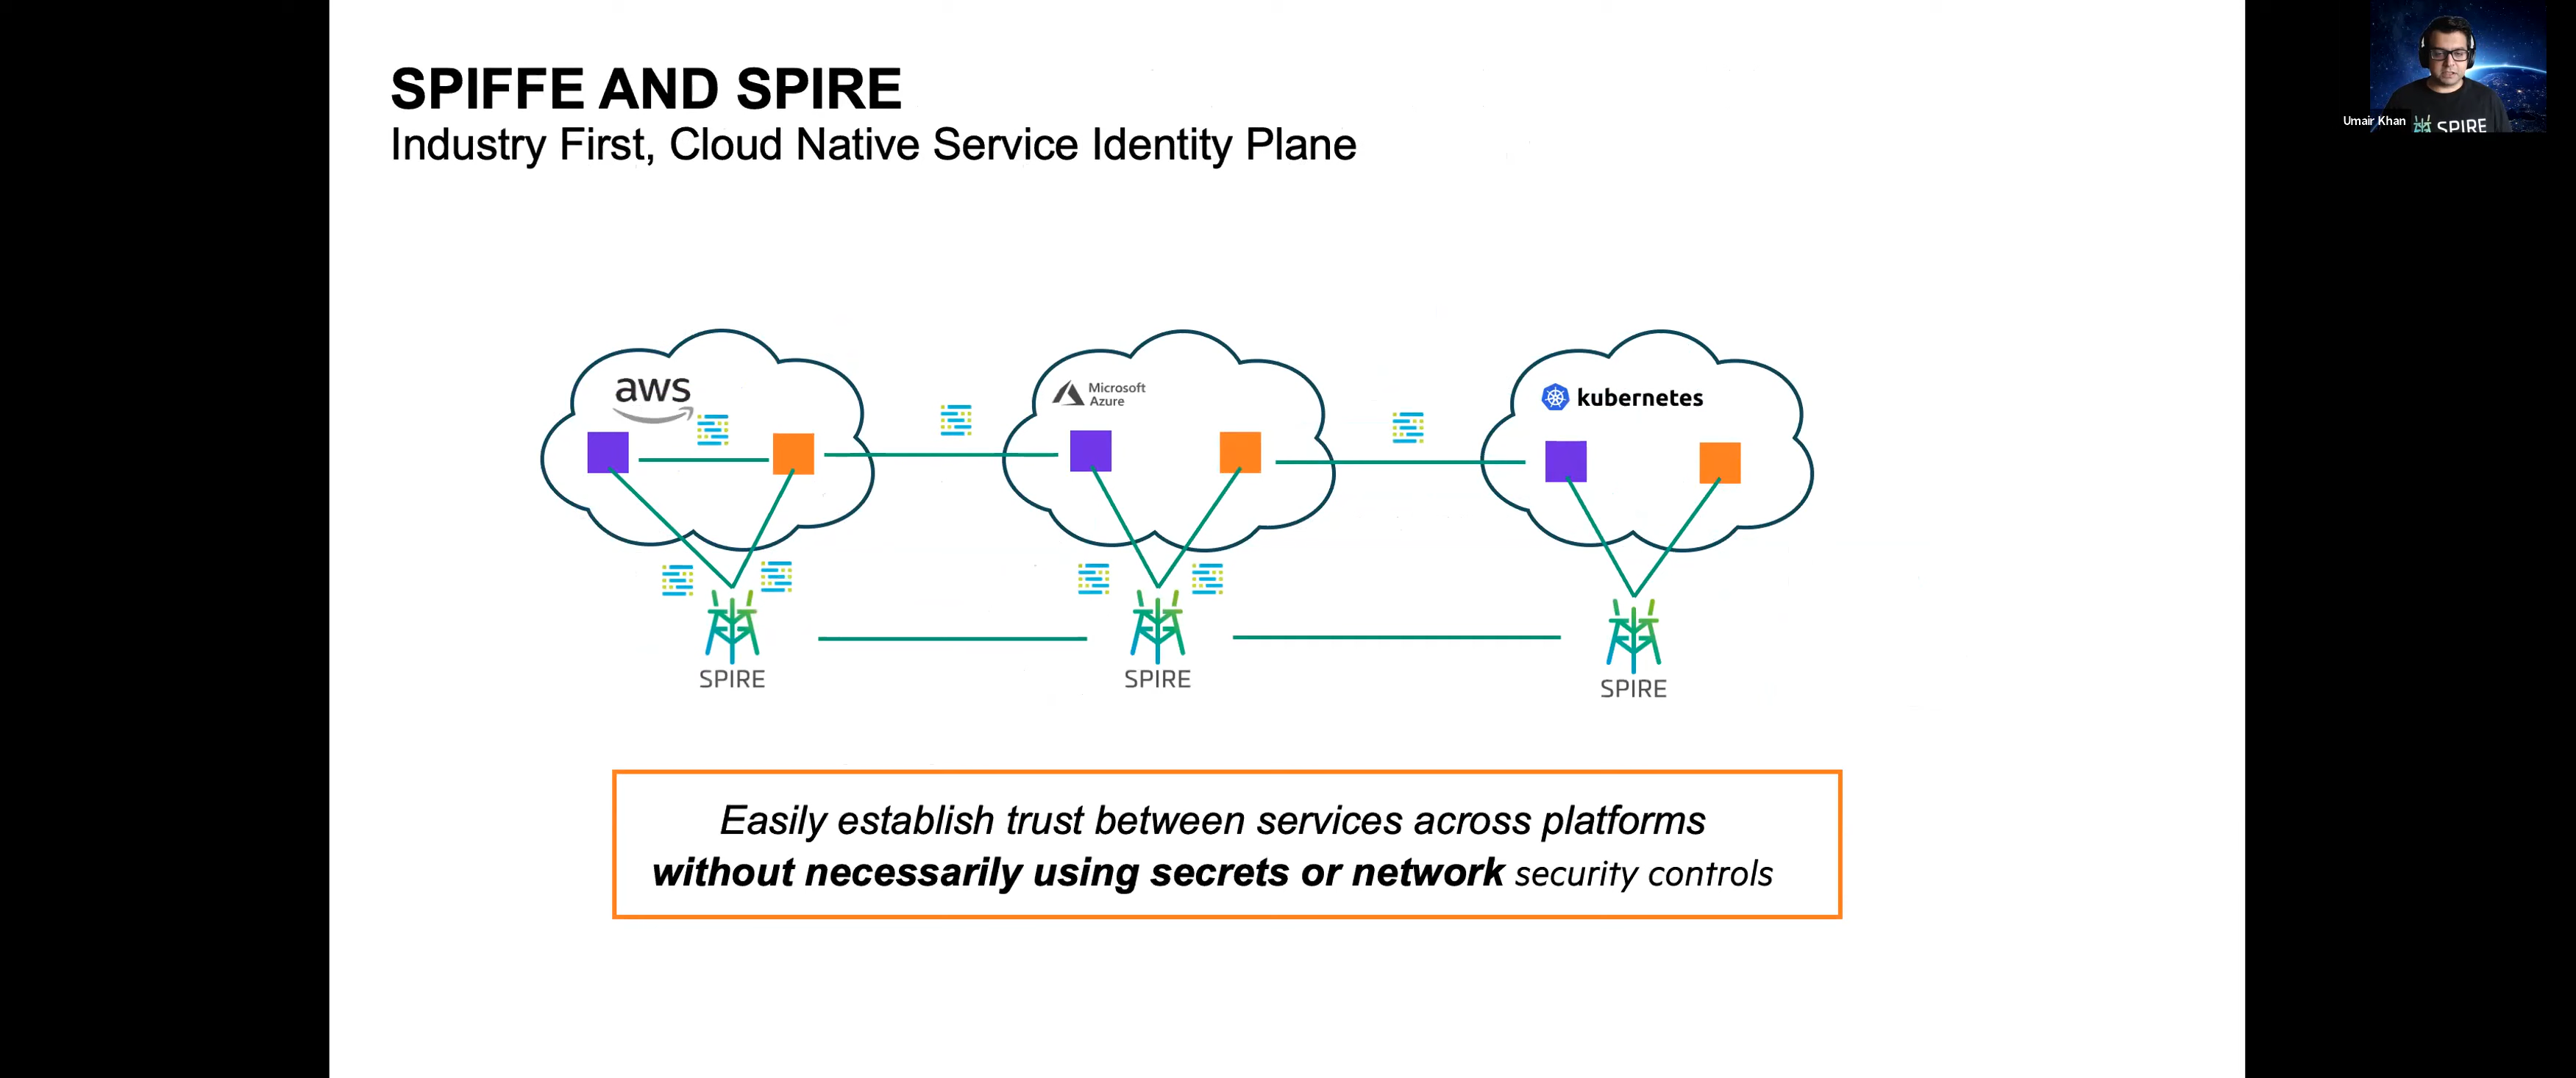 SPIFFE AND SPIRE
Industry First, Cloud Native Service Identity Plane
Umair Khan
SPIRE
aws
Microsoft
Azure
kubernetes
SPIRE
SPIRE
SPIRE
Easily establish trust between services across platforms
without necessarily using secrets or network security controls